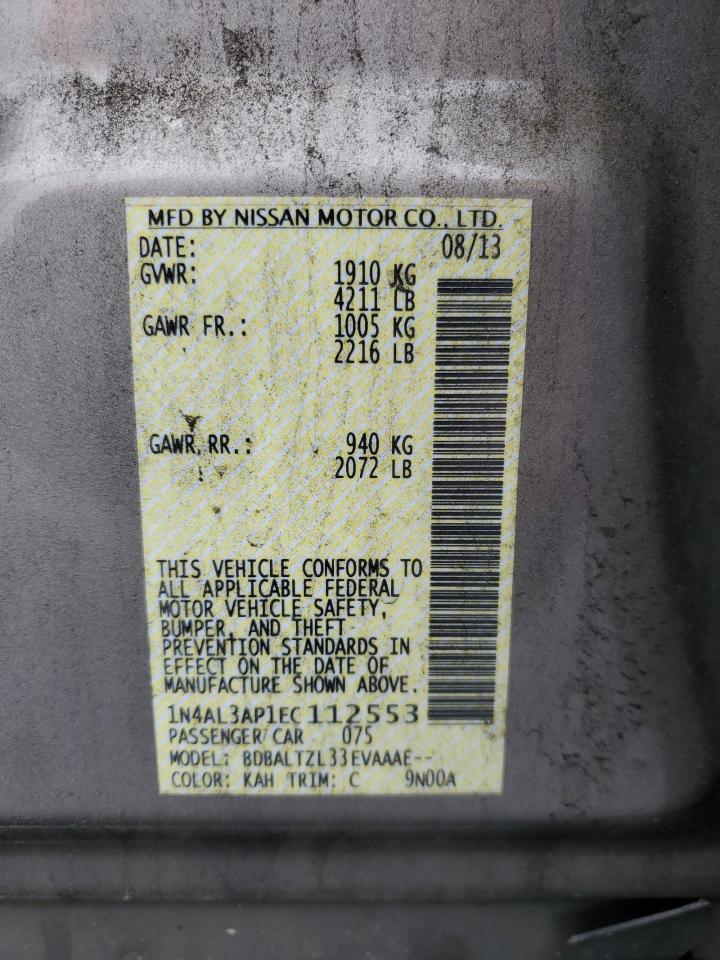 MFD BY NISSAN MOTOR CO., LTD.
DATE: 08/13
GVWR: 1910 KG
4211 LB
GAWR FR.: 1005 KG
2216 LB
GAWR RR.: 940 KG
2072 LB
THIS VEHICLE CONFORMS TO
ALL APPLICABLE FEDERAL
MOTOR VEHICLE SAFETY,
BUMPER, AND THEFT
PREVENTION STANDARDS IN
EFFECT ON THE DATE OF
MANUFACTURE SHOWN ABOVE.
1N4AL3AP1EC112553
PASSENGER CAR 075
MODEL: BDBALTZL33EVAAAE--
COLOR: KAH TRIM: C 9N00A